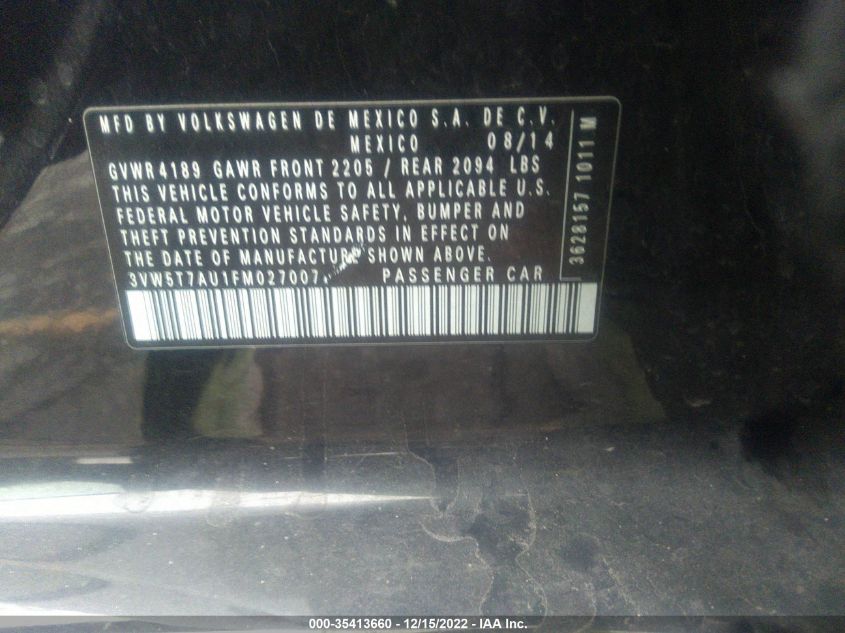 MFD BY VOLKSWAGEN DE MEXICO S.A. DE C.V.
MEXICO 08/14
GVWR 4189 GAWR FRONT 2205 / REAR 2094 LBS
THIS VEHICLE CONFORMS TO ALL APPLICABLE U.S.
FEDERAL MOTOR VEHICLE SAFETY, BUMPER AND
THEFT PREVENTION STANDARDS IN EFFECT ON
THE DATE OF MANUFACTURE SHOWN ABOVE.
3VW5T7AU1FM027007 PASSENGER CAR
3628157 1011 M
000-35413660 - 12/15/2022 - IAA Inc.